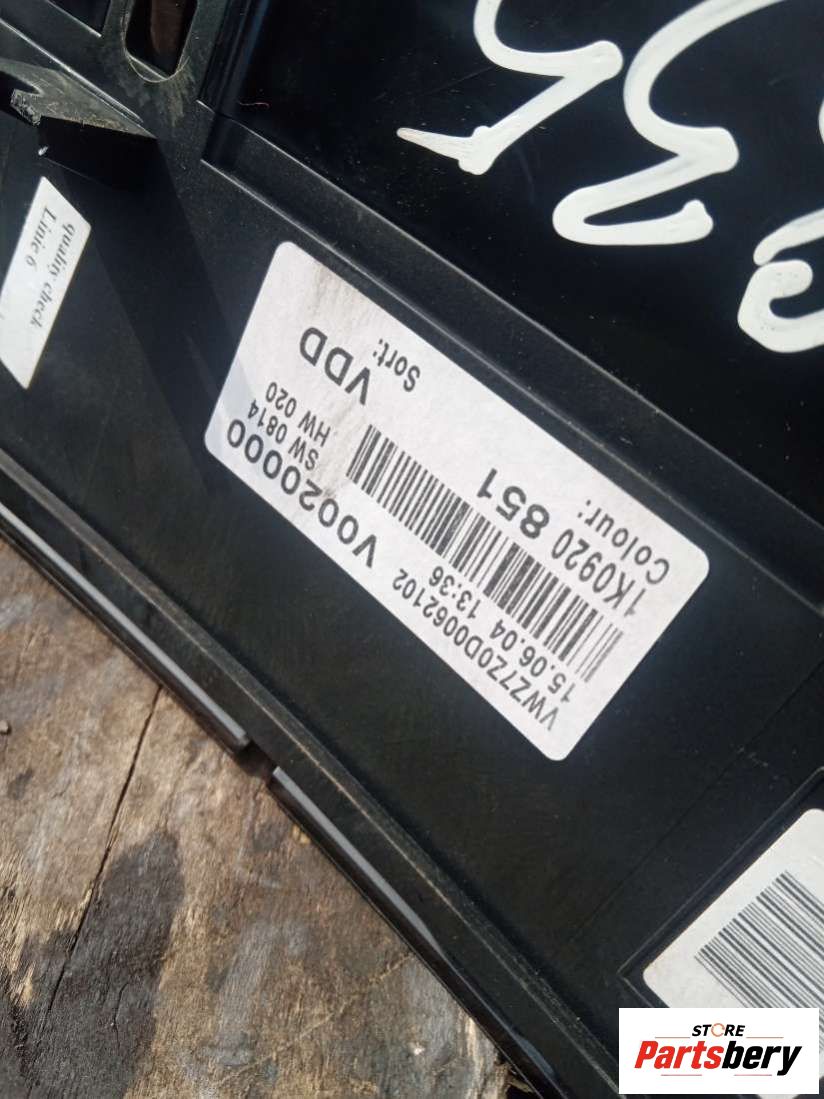 1K0920 851
Colour:
15.06.04 13:36
VWZ7Z0D0062102
V0020000
SW 0814
HW 020
VDD
Sort:
quality check
Linie 6
STORE
Partsbery